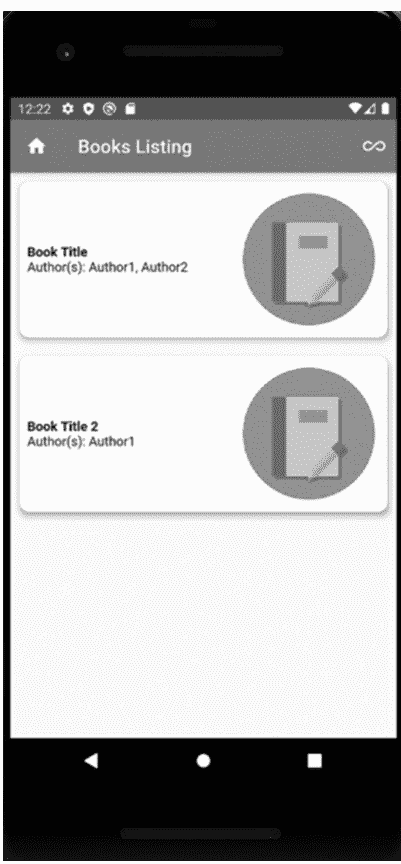 12:22
Books Listing
Book Title
Author(s): Author1, Author2
Book Title 2
Author(s): Author1